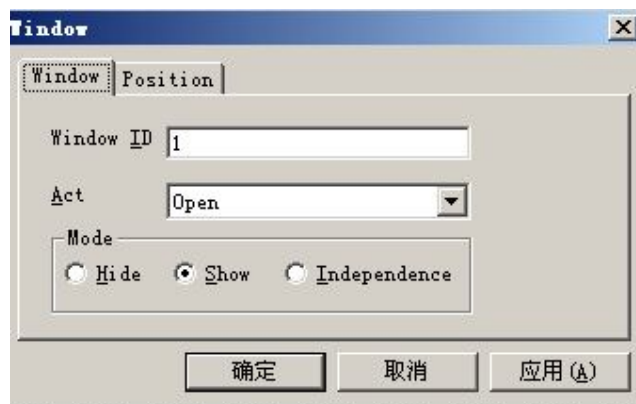 Window
Window Position
Window ID 1
Act Open
Mode
Hide Show Independence
确定 取消 应用(A)